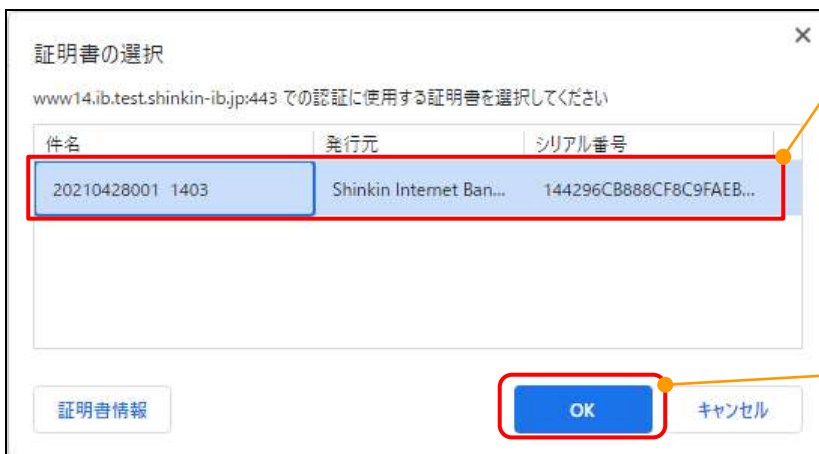 証明書の選択
www14.ib.test.shinkin-ib.jp:443 での認証に使用する証明書を選択してください
件名 発行元 シリアル番号
20210428001 1403 Shinkin Internet Ban... 144296CB888CF8C9FAEB...
証明書情報 OK キャンセル